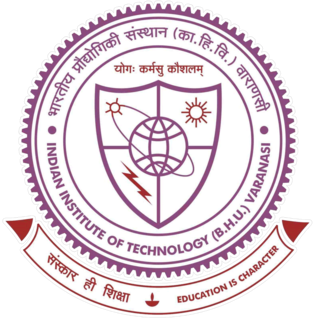 भारतीय प्रौद्योगिकी संस्थान (का.हि.वि.) वाराणसी
योगः कर्मसु कौशलम्
INDIAN INSTITUTE OF TECHNOLOGY (B.H.U.) VARANASI
संस्कार ही शिक्षा
EDUCATION IS CHARACTER